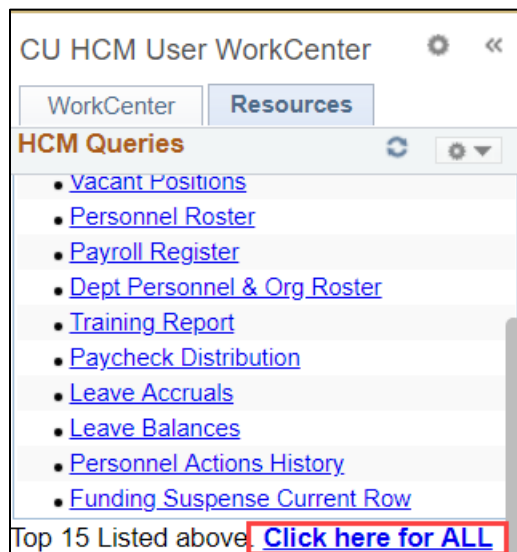 CU HCM User WorkCenter
WorkCenter Resources
HCM Queries
Vacant Positions
Personnel Roster
Payroll Register
Dept Personnel & Org Roster
Training Report
Paycheck Distribution
Leave Accruals
Leave Balances
Personnel Actions History
Funding Suspense Current Row
Top 15 Listed above Click here for ALL